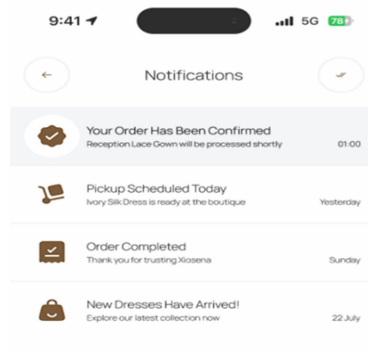 9:41 5G 78
Notifications
Your Order Has Been Confirmed
Reception Lace Gown will be processed shortly 01:00
Pickup Scheduled Today
Ivory Silk Dress is ready at the boutique Yesterday
Order Completed
Thank you for trusting Xiosena Sunday
New Dresses Have Arrived!
Explore our latest collection now 22 July